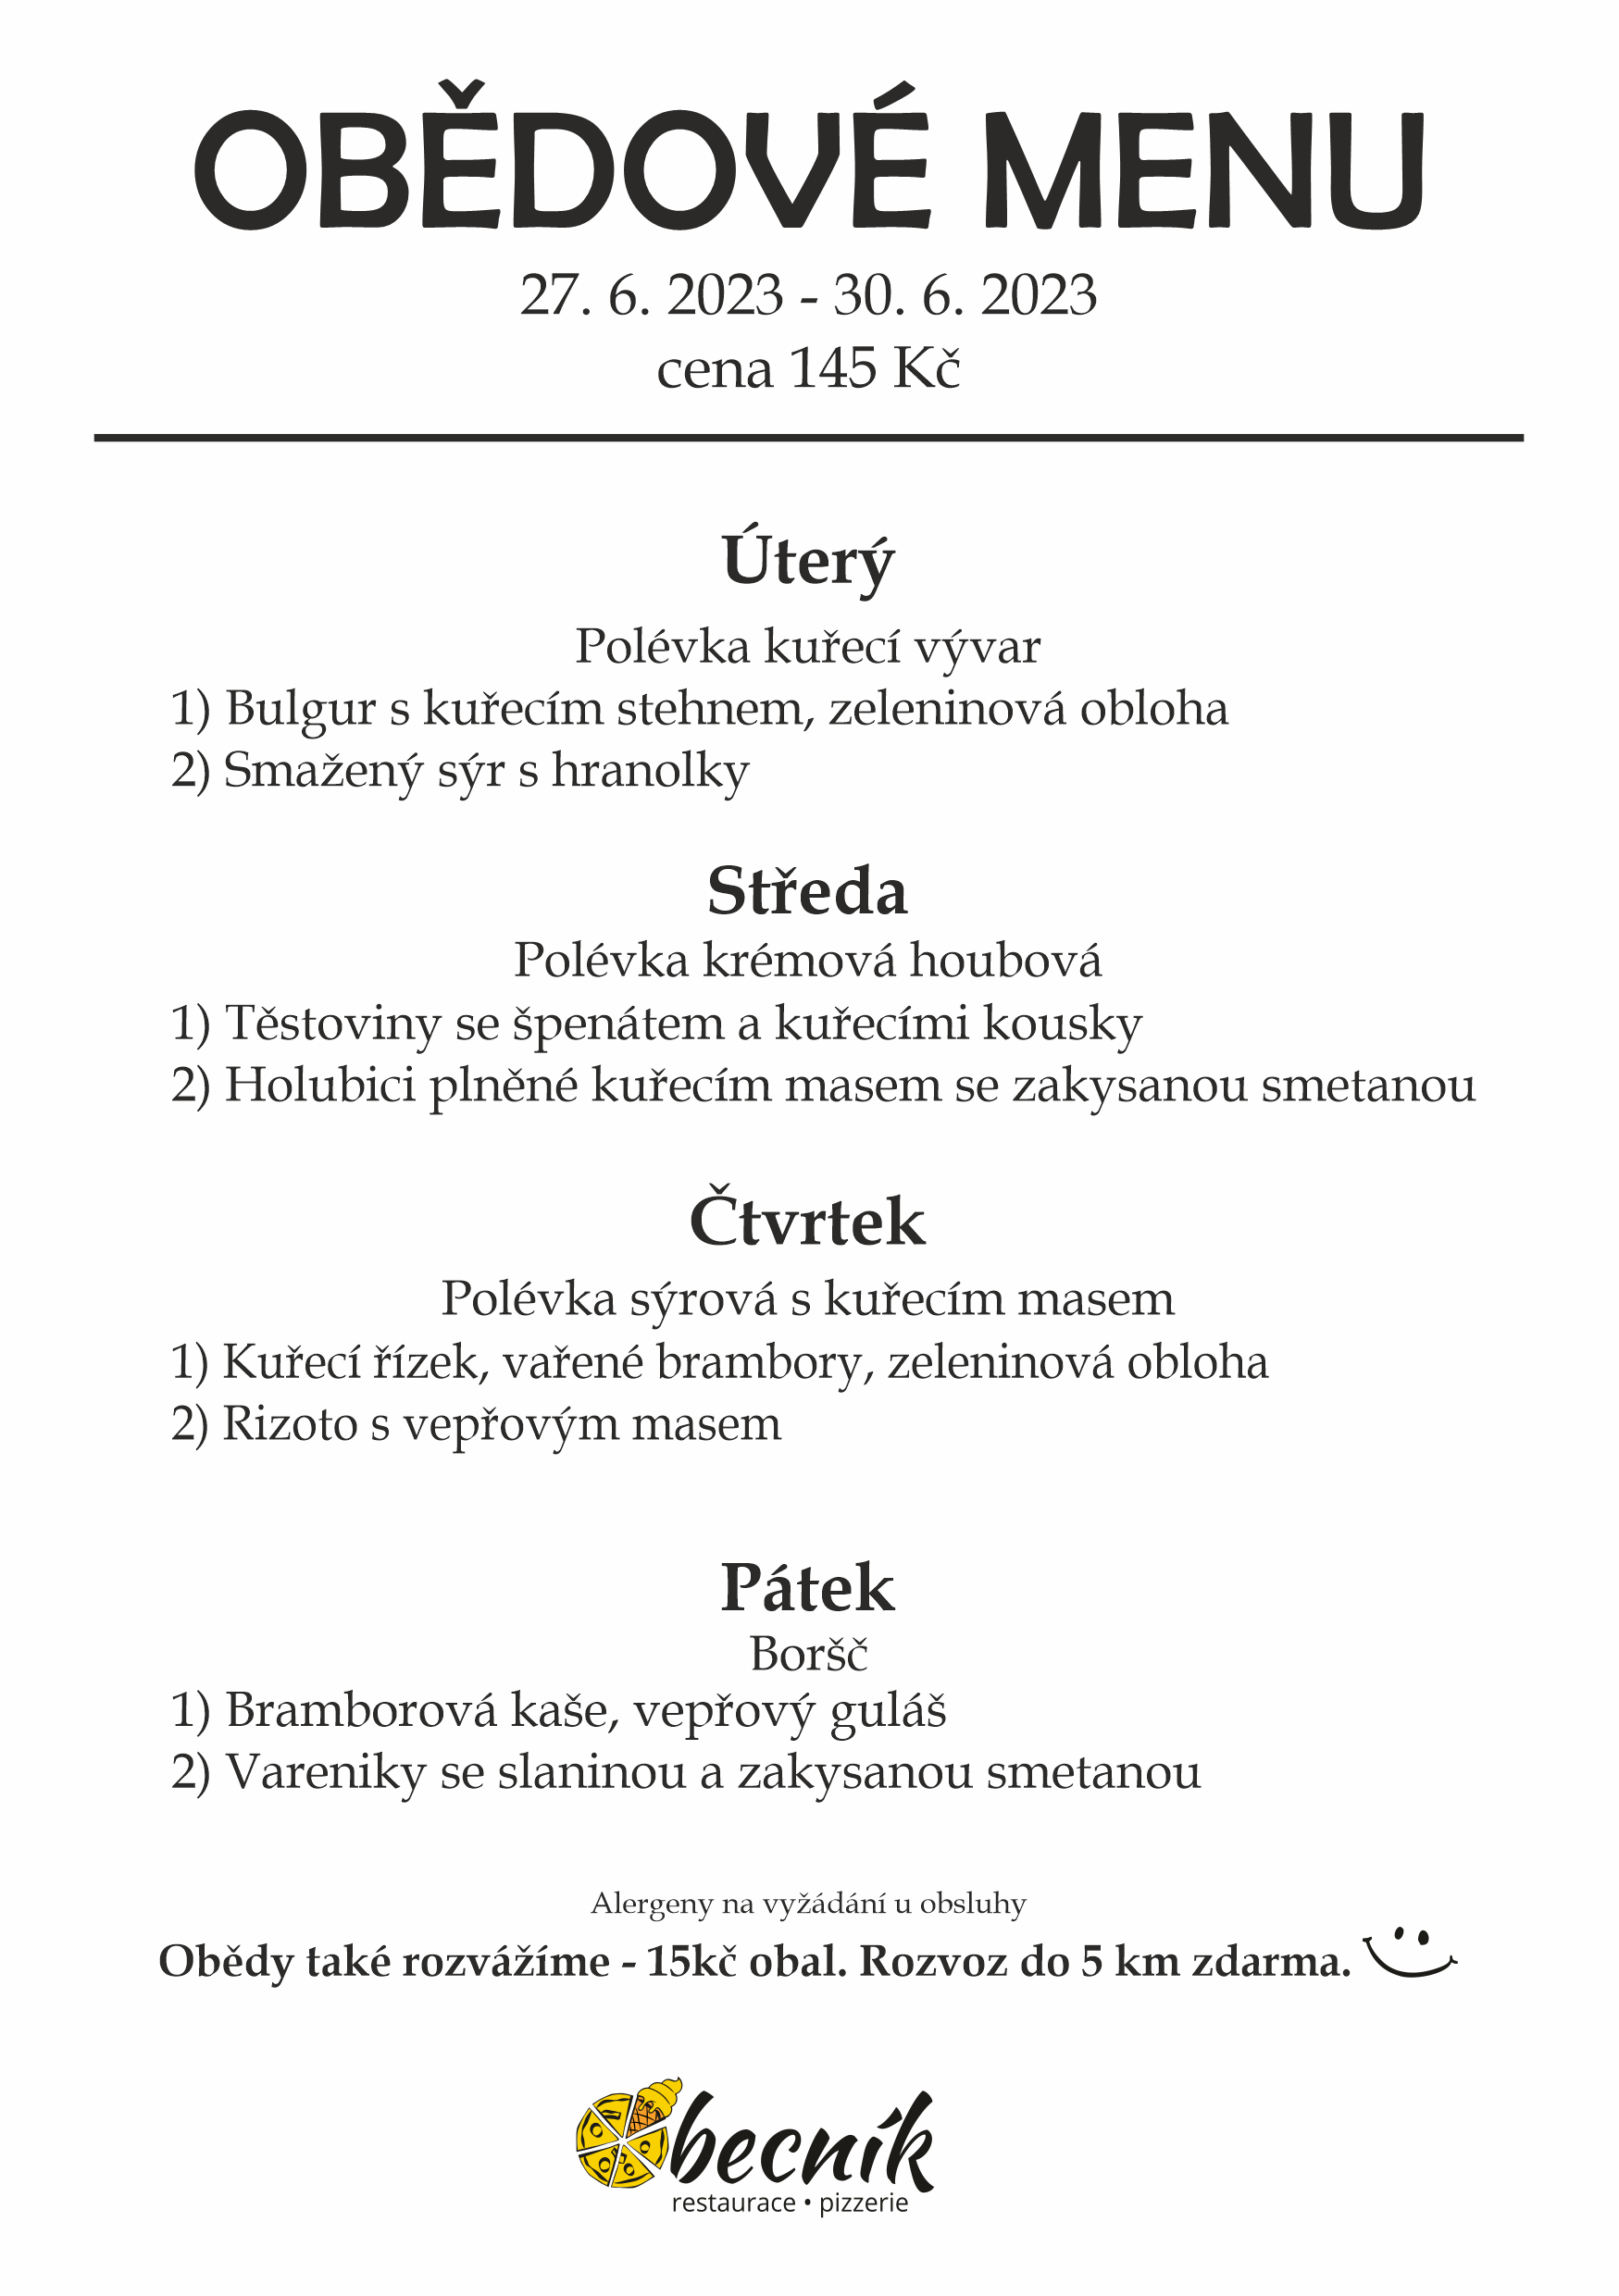 OBĚDOVÉ MENU
27. 6. 2023 - 30. 6. 2023
cena 145 Kč
Úterý
Polévka kuřecí vývar
1) Bulgur s kuřecím stehnem, zeleninová obloha
2) Smažený sýr s hranolky
Středa
Polévka krémová houbová
1) Těstoviny se špenátem a kuřecími kousky
2) Holubici plněné kuřecím masem se zakysanou smetanou
Čtvrtek
Polévka sýrová s kuřecím masem
1) Kuřecí řízek, vařené brambory, zeleninová obloha
2) Rizoto s vepřovým masem
Pátek
Boršč
1) Bramborová kaše, vepřový guláš
2) Vareniky se slaninou a zakysanou smetanou
Alergeny na vyžádání u obsluhy
Obědy také rozvážíme - 15kč obal. Rozvoz do 5 km zdarma.
Obecník
restaurace • pizzerie